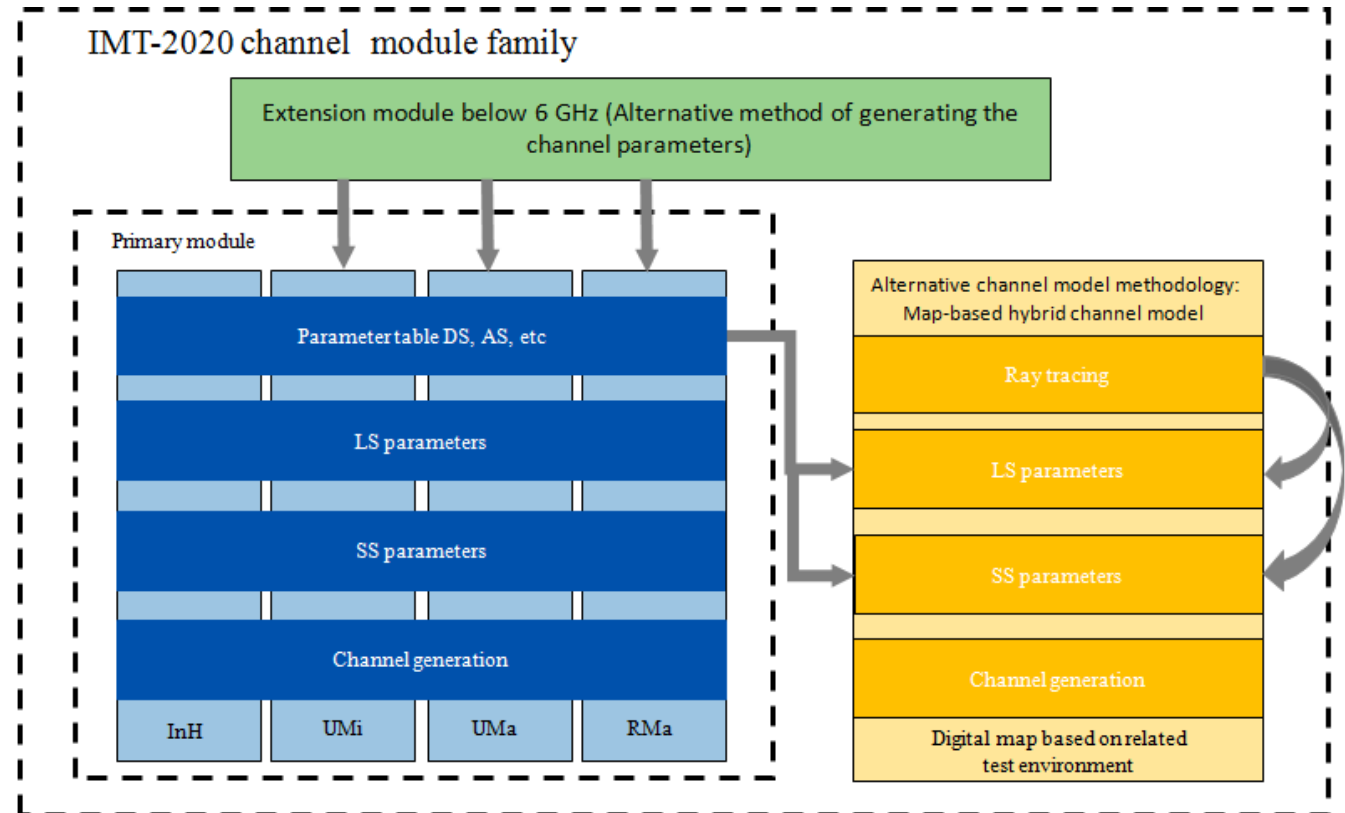 IMT-2020 channel module family
Extension module below 6 GHz (Alternative method of generating the
channel parameters)
Primary module
Parameter table DS, AS, etc
LS parameters
SS parameters
Channel generation
InH
UMi
UMa
RMa
Alternative channel model methodology:
Map-based hybrid channel model
Ray tracing
LS parameters
SS parameters
Channel generation
Digital map based on related
test environment